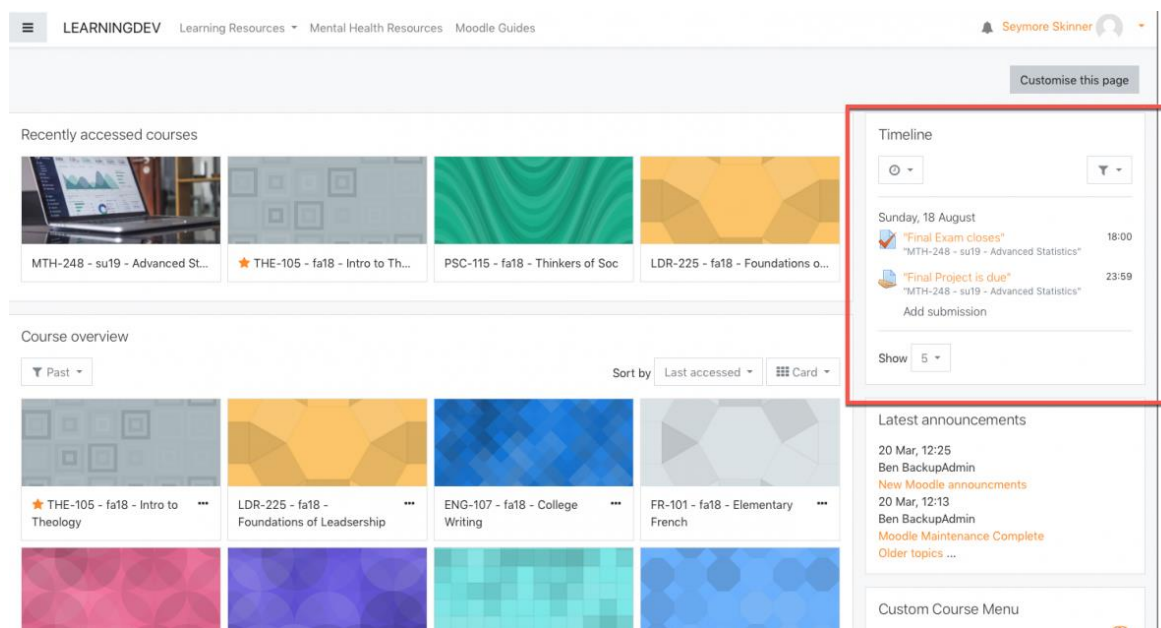 LEARNINGDEV Learning Resources Mental Health Resources Moodle Guides Seymore Skinner
Customise this page
Recently accessed courses
MTH-248 - su19 - Advanced St...
THE-105 - fa18 - Intro to Th...
PSC-115 - fa18 - Thinkers of Soc
LDR-225 - fa18 - Foundations o...
Course overview
Past
Sort by Last accessed Card
THE-105 - fa18 - Intro to
Theology
LDR-225 - fa18 -
Foundations of Leadsership
ENG-107 - fa18 - College
Writing
FR-101 - fa18 - Elementary
French
Timeline
Sunday, 18 August
"Final Exam closes" 18:00
"MTH-248 - su19 - Advanced Statistics"
"Final Project is due" 23:59
"MTH-248 - su19 - Advanced Statistics"
Add submission
Show 5
Latest announcements
20 Mar, 12:25
Ben BackupAdmin
New Moodle announcments
20 Mar, 12:13
Ben BackupAdmin
Moodle Maintenance Complete
Older topics ...
Custom Course Menu